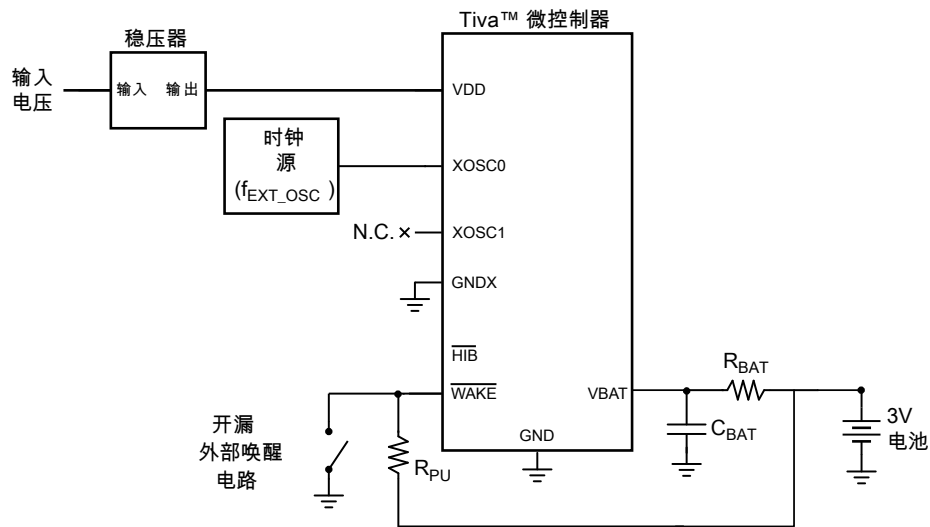 Tiva™ 微控制器
稳压器
输入
电压
输入 输出
VDD
时钟
源
(fEXT_OSC )
XOSC0
N.C.
XOSC1
GNDX
HIB
WAKE
VBAT
RBAT
CBAT
3V
电池
GND
开漏
外部唤醒
电路
RPU